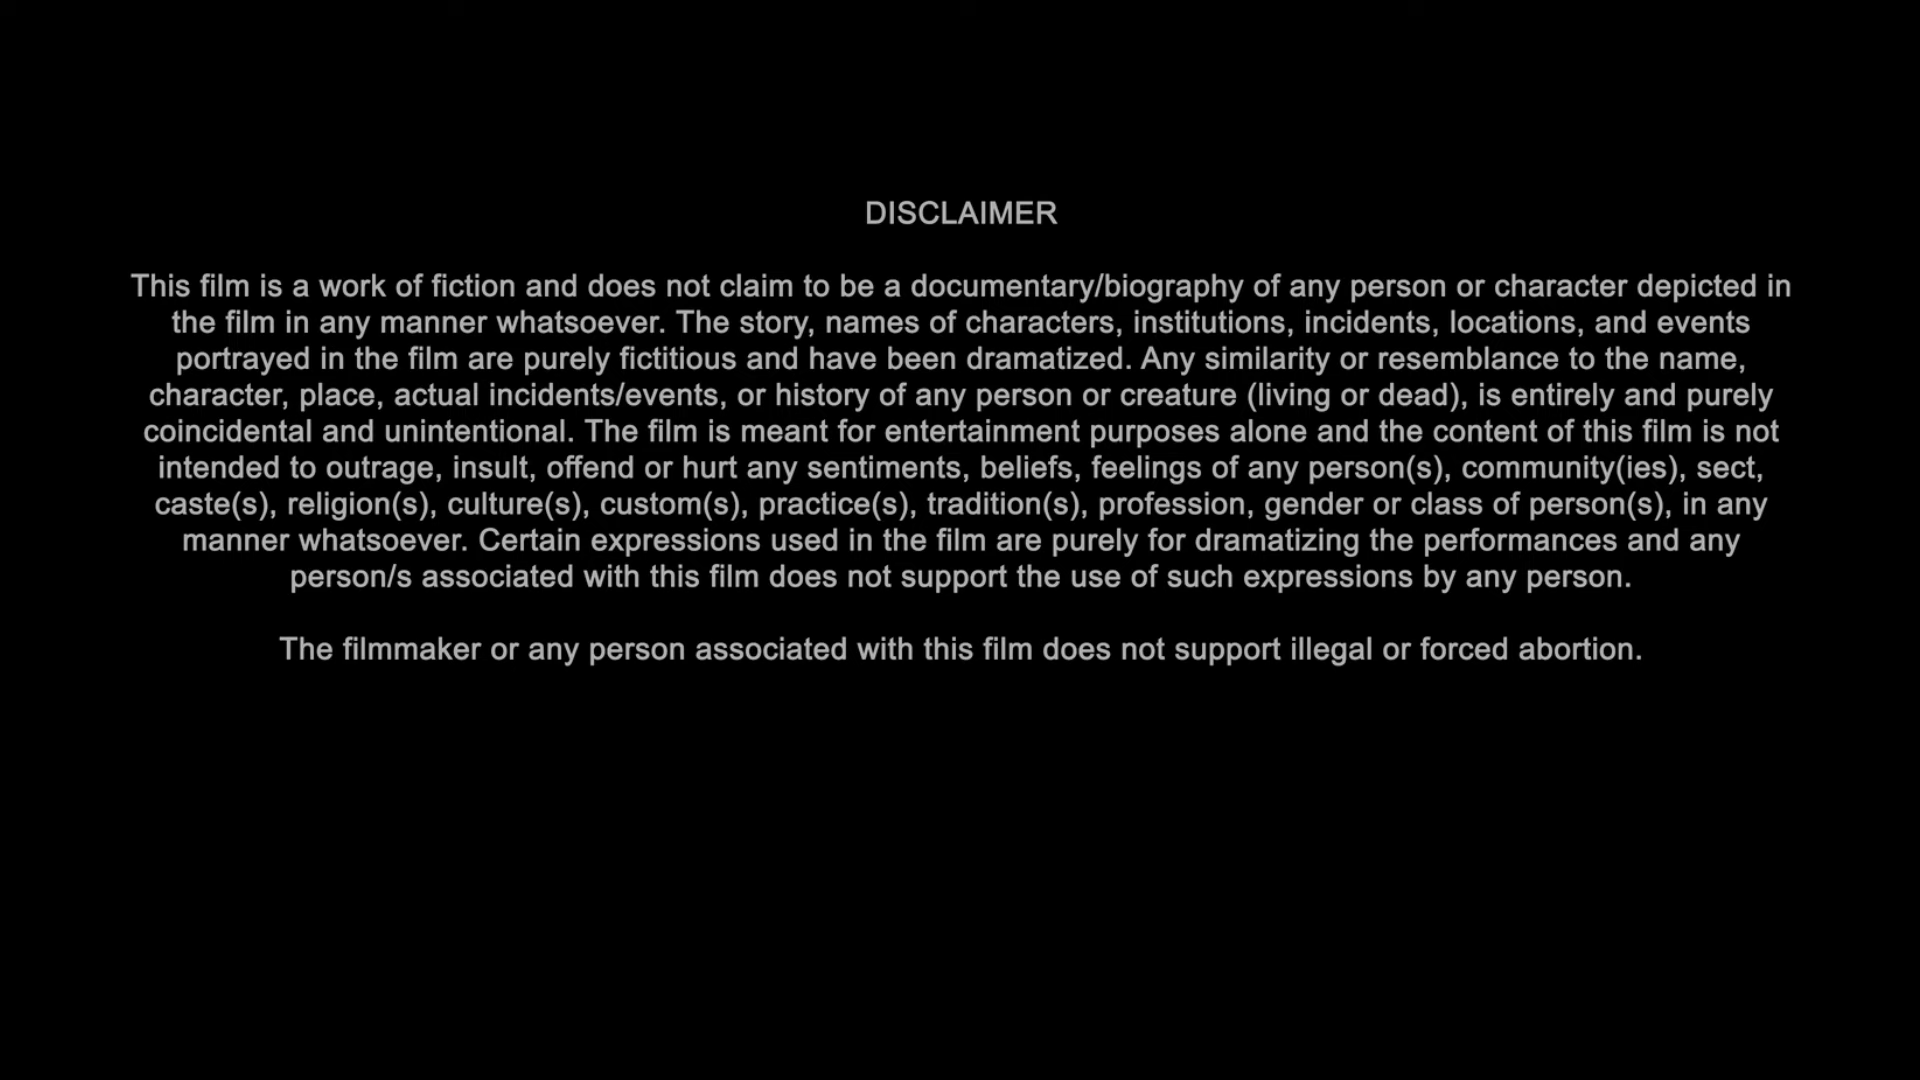 DISCLAIMER
This film is a work of fiction and does not claim to be a documentary/biography of any person or character depicted in
the film in any manner whatsoever. The story, names of characters, institutions, incidents, locations, and events
portrayed in the film are purely fictitious and have been dramatized. Any similarity or resemblance to the name,
character, place, actual incidents/events, or history of any person or creature (living or dead), is entirely and purely
coincidental and unintentional. The film is meant for entertainment purposes alone and the content of this film is not
intended to outrage, insult, offend or hurt any sentiments, beliefs, feelings of any person(s), community(ies), sect,
caste(s), religion(s), culture(s), custom(s), practice(s), tradition(s), profession, gender or class of person(s), in any
manner whatsoever. Certain expressions used in the film are purely for dramatizing the performances and any
person/s associated with this film does not support the use of such expressions by any person.
The filmmaker or any person associated with this film does not support illegal or forced abortion.